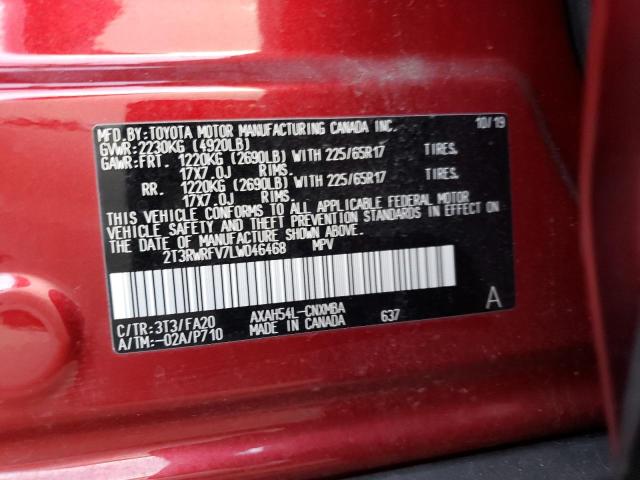 MFD.BY: TOYOTA MOTOR MANUFACTURING CANADA INC. 10/19
GVWR: 2230KG (4920LB)
GAWR: FRT. 1220KG (2690LB) WITH 225/65R17 TIRES.
17X7.0J RIMS.
RR. 1220KG (2690LB) WITH 225/65R17 TIRES.
17X7.0J RIMS.
THIS VEHICLE CONFORMS TO ALL APPLICABLE FEDERAL MOTOR
VEHICLE SAFETY AND THEFT PREVENTION STANDARDS IN EFFECT ON
THE DATE OF MANUFACTURE SHOWN ABOVE.
2T3RWRFV7LW046468 MPV
C/TR: 3T3/FA20 AXAH54L-CNXMBA 637 A
A/TM: -02A/P710 MADE IN CANADA